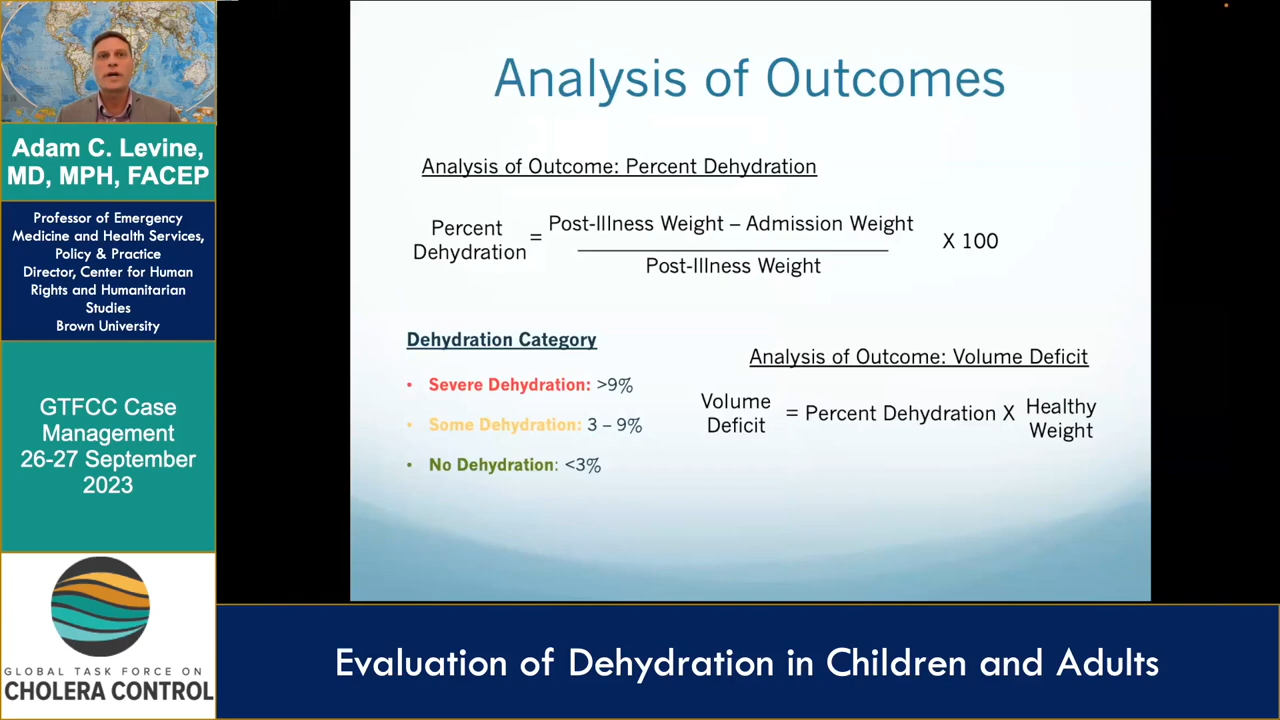 Adam C. Levine,
MD, MPH, FACEP
Professor of Emergency
Medicine and Health Services,
Policy & Practice
Director, Center for Human
Rights and Humanitarian
Studies
Brown University
GTFCC Case
Management
26-27 September
2023
GLOBAL TASK FORCE ON
CHOLERA CONTROL
Analysis of Outcomes
Analysis of Outcome: Percent Dehydration
Percent
Dehydration
=
Post-Illness Weight – Admission Weight
Post-Illness Weight
X 100
Dehydration Category
• Severe Dehydration: >9%
• Some Dehydration: 3 – 9%
• No Dehydration: <3%
Analysis of Outcome: Volume Deficit
Volume
Deficit
= Percent Dehydration X
Healthy
Weight
Evaluation of Dehydration in Children and Adults